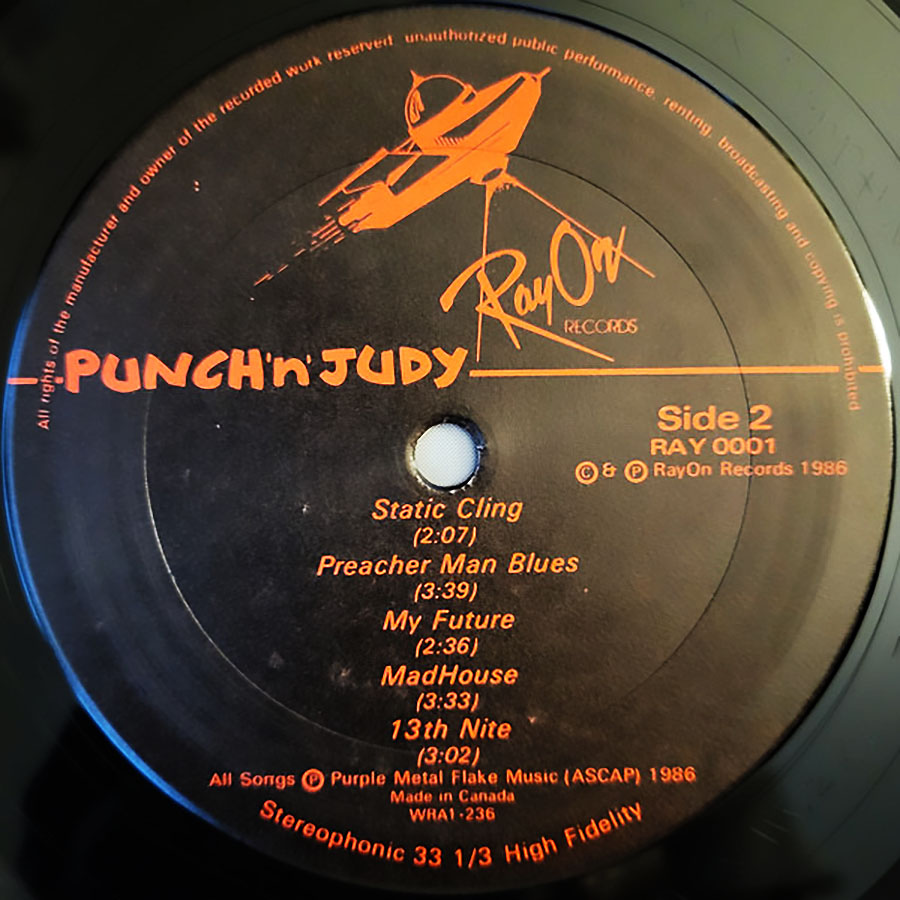 All rights of the manufacturer and owner of the recorded work reserved. unauthorized public performance, renting, broadcasting and copying is prohibited
RayOn
RECORDS
PUNCH 'n' JUDY
Side 2
RAY 0001
© & ℗ RayOn Records 1986
Static Cling
(2:07)
Preacher Man Blues
(3:39)
My Future
(2:36)
MadHouse
(3:33)
13th Nite
(3:02)
All Songs ℗ Purple Metal Flake Music (ASCAP) 1986
Made in Canada
WRA1-236
Stereophonic 33 1/3 High Fidelity